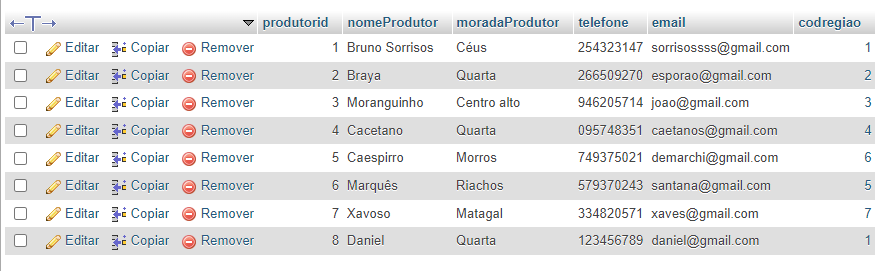 produtorid nomeProdutor moradaProdutor telefone email codregiao
Editar Copiar Remover 1 Bruno Sorrisos Céus 254323147 sorrisossss@gmail.com 1
Editar Copiar Remover 2 Braya Quarta 266509270 esporao@gmail.com 2
Editar Copiar Remover 3 Moranguinho Centro alto 946205714 joao@gmail.com 3
Editar Copiar Remover 4 Cacetano Quarta 095748351 caetanos@gmail.com 4
Editar Copiar Remover 5 Caespirro Morros 749375021 demarchi@gmail.com 6
Editar Copiar Remover 6 Marquês Riachos 579370243 santana@gmail.com 5
Editar Copiar Remover 7 Xavoso Matagal 334820571 xaves@gmail.com 7
Editar Copiar Remover 8 Daniel Quarta 123456789 daniel@gmail.com 1